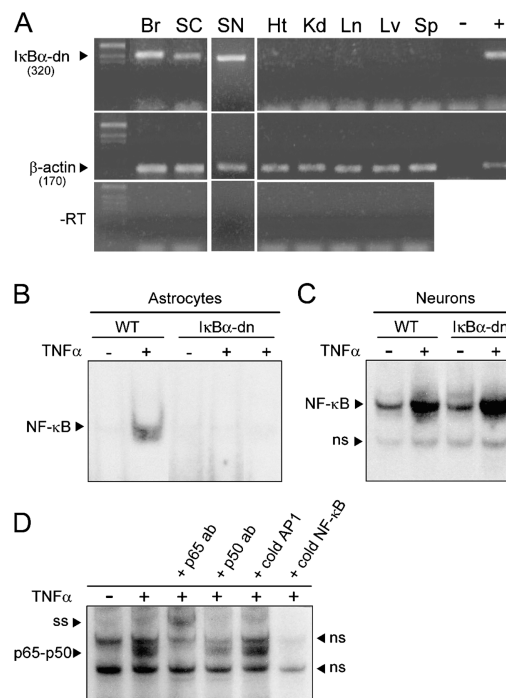 A
Br SC SN Ht Kd Ln Lv Sp - +
IκBα-dn
(320)
β-actin
(170)
-RT
B
Astrocytes
WT IκBα-dn
TNFα - + - + +
NF-κB
C
Neurons
WT IκBα-dn
TNFα - + - +
NF-κB
ns
D
+ p65 ab
+ p50 ab
+ cold AP1
+ cold NF-κB
TNFα - + + + + +
ss
ns
p65-p50
ns